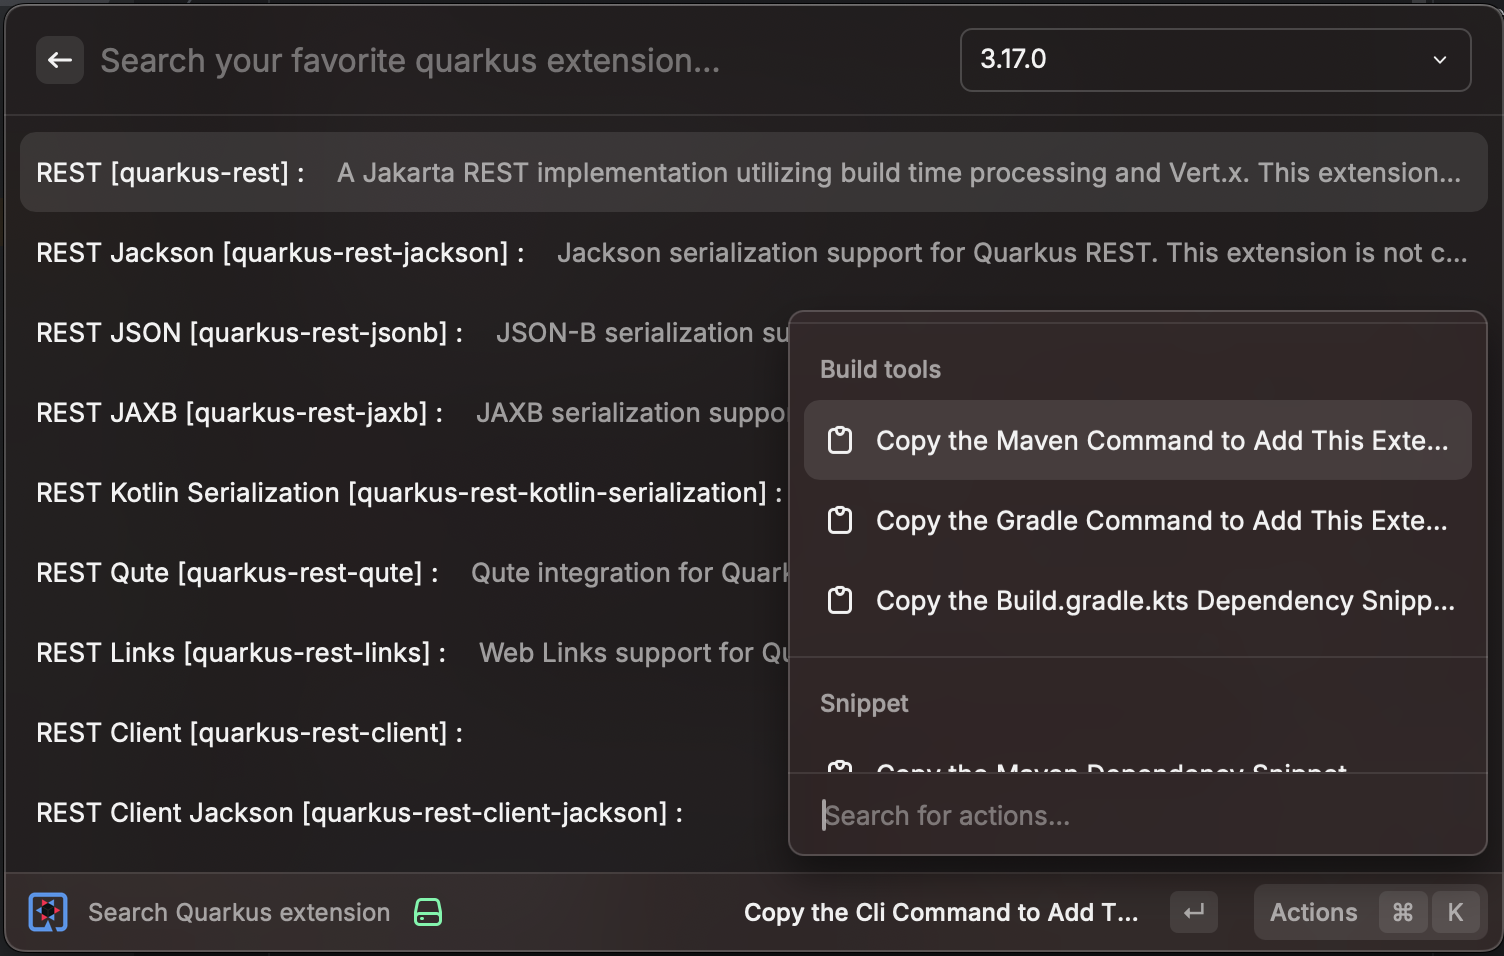 Search your favorite quarkus extension...
3.17.0
REST [quarkus-rest] : A Jakarta REST implementation utilizing build time processing and Vert.x. This extension...
REST Jackson [quarkus-rest-jackson] : Jackson serialization support for Quarkus REST. This extension is not c...
REST JSON [quarkus-rest-jsonb] : JSON-B serialization su
REST JAXB [quarkus-rest-jaxb] : JAXB serialization suppo
REST Kotlin Serialization [quarkus-rest-kotlin-serialization] :
REST Qute [quarkus-rest-qute] : Qute integration for Quark
REST Links [quarkus-rest-links] : Web Links support for Qu
REST Client [quarkus-rest-client] :
REST Client Jackson [quarkus-rest-client-jackson] :
Build tools
Copy the Maven Command to Add This Exte...
Copy the Gradle Command to Add This Exte...
Copy the Build.gradle.kts Dependency Snipp...
Snippet
Copy the Maven Dependency Snippet
Search for actions...
Search Quarkus extension
Copy the Cli Command to Add T...
Actions ⌘ K